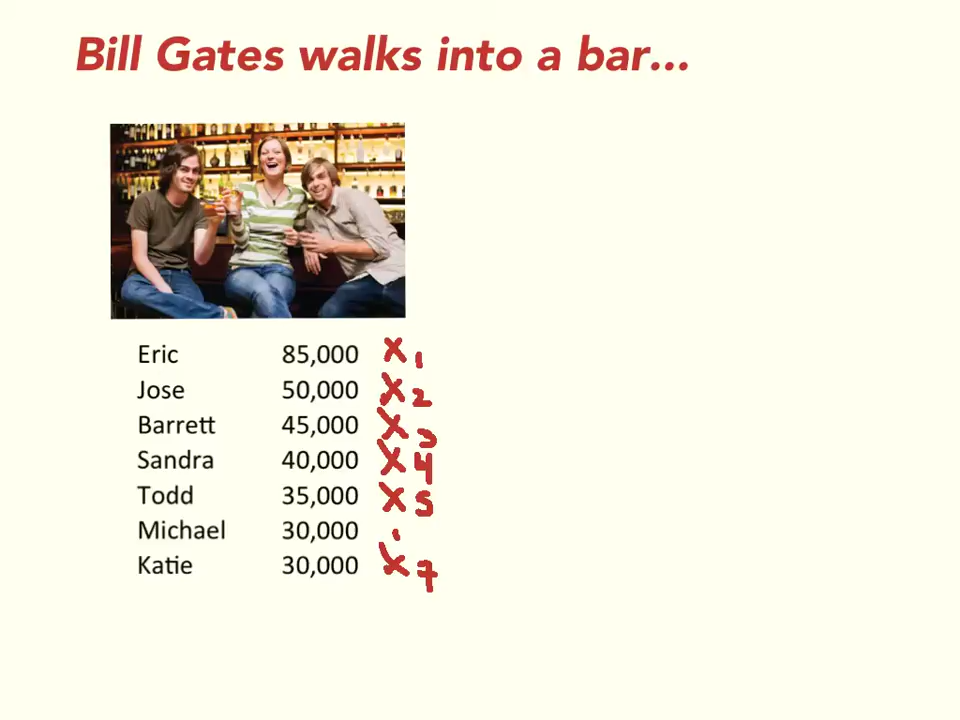 Bill Gates walks into a bar...
Eric 85,000 x1
Jose 50,000 x2
Barrett 45,000 x3
Sandra 40,000 x4
Todd 35,000 x5
Michael 30,000 .
Katie 30,000 x7